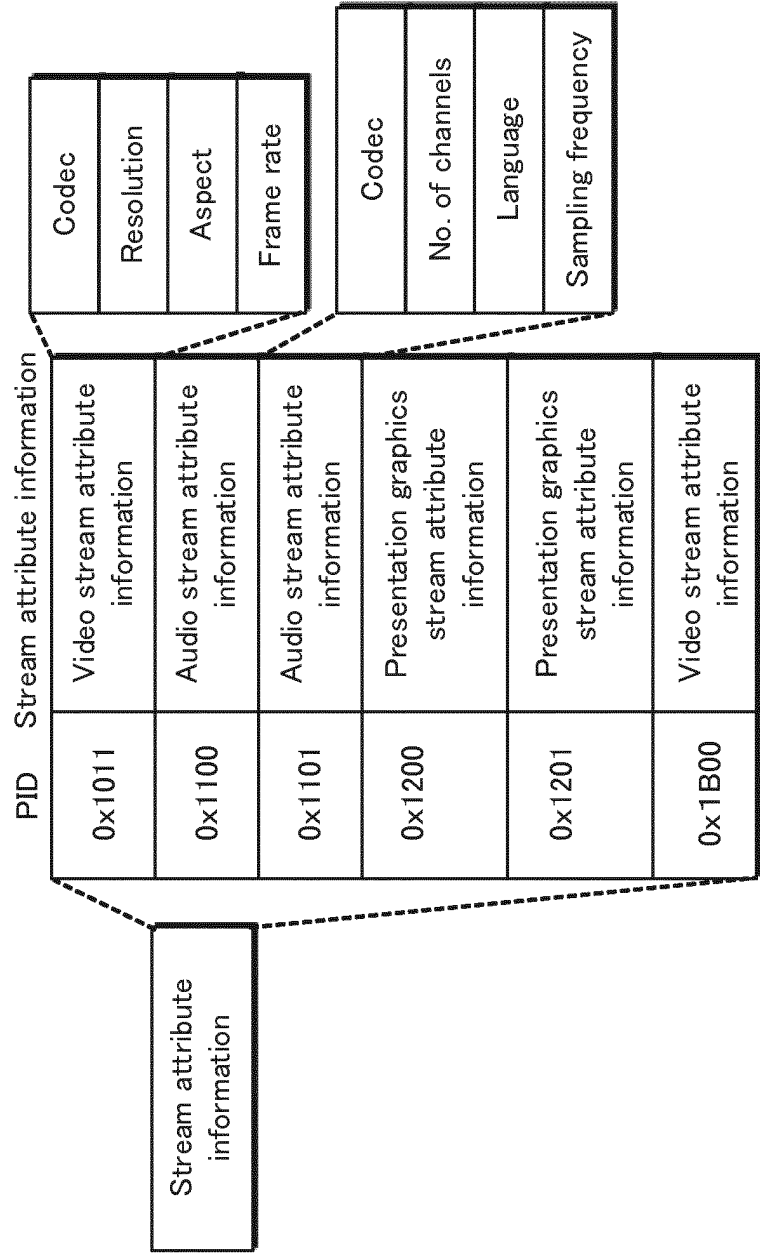 Stream attribute
information
PID
Stream attribute information
0x1011
Video stream attribute
information
0x1100
Audio stream attribute
information
0x1101
Audio stream attribute
information
0x1200
Presentation graphics
stream attribute
information
0x1201
Presentation graphics
stream attribute
information
0x1B00
Video stream attribute
information
Codec
Resolution
Aspect
Frame rate
Codec
No. of channels
Language
Sampling frequency